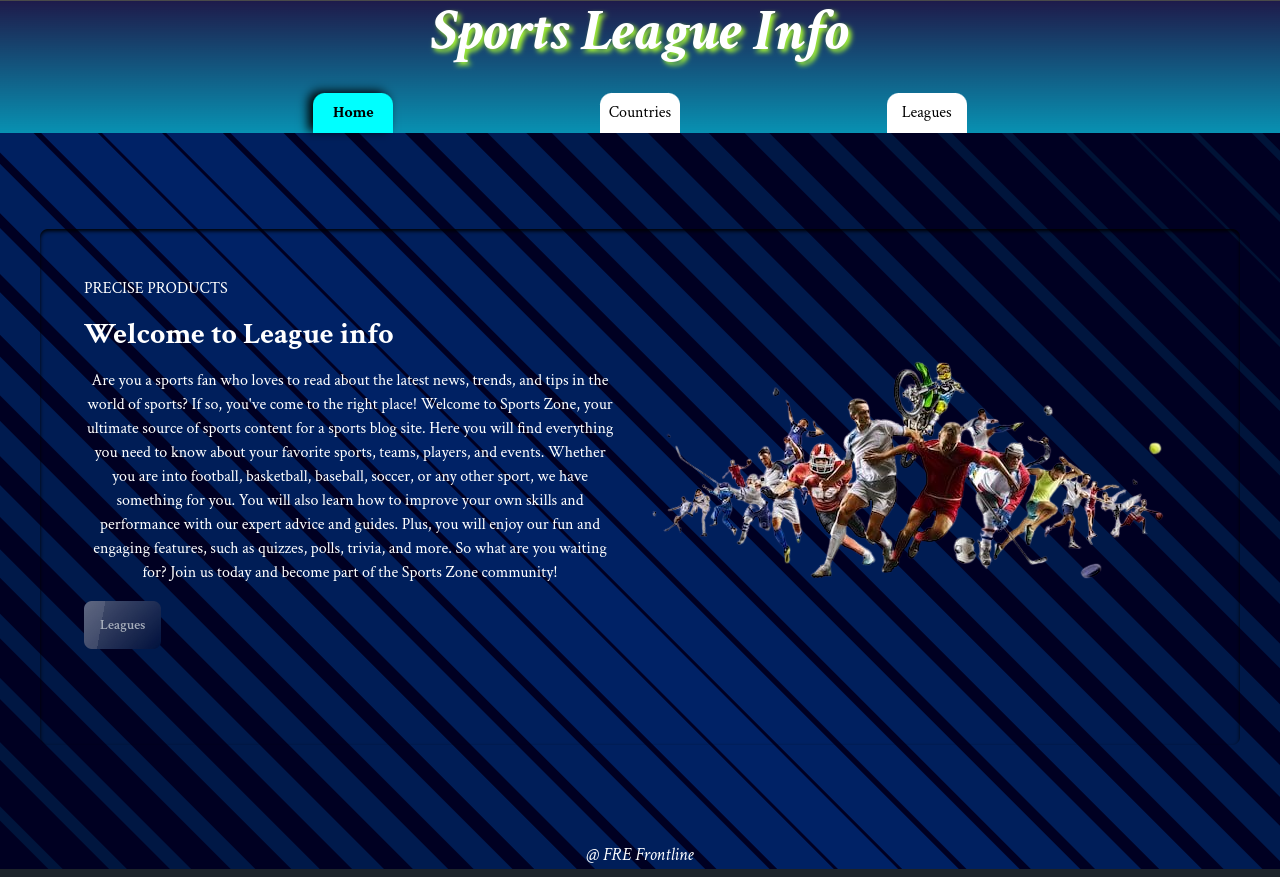 Sports League Info
Home
Countries
Leagues
PRECISE PRODUCTS
Welcome to League info
Are you a sports fan who loves to read about the latest news, trends, and tips in the
world of sports? If so, you've come to the right place! Welcome to Sports Zone, your
ultimate source of sports content for a sports blog site. Here you will find everything
you need to know about your favorite sports, teams, players, and events. Whether
you are into football, basketball, baseball, soccer, or any other sport, we have
something for you. You will also learn how to improve your own skills and
performance with our expert advice and guides. Plus, you will enjoy our fun and
engaging features, such as quizzes, polls, trivia, and more. So what are you waiting
for? Join us today and become part of the Sports Zone community!
Leagues
@ FRE Frontline